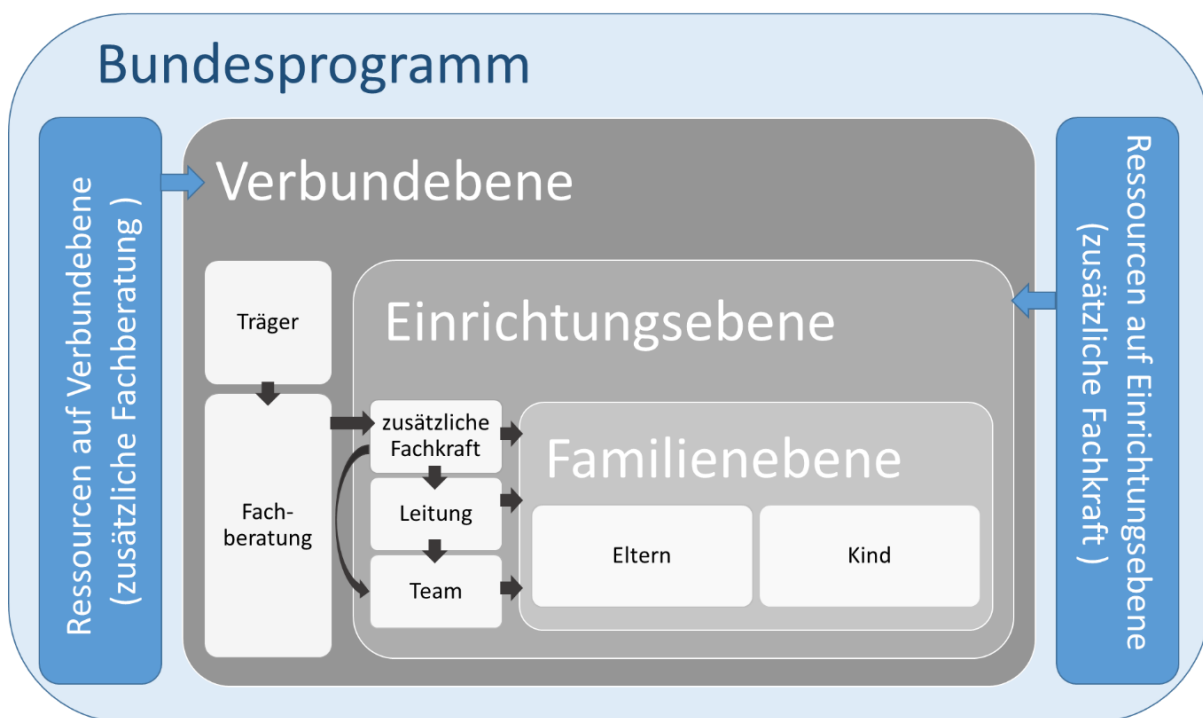 Bundesprogramm
Ressourcen auf Verbundebene
(zusätzliche Fachberatung )
Verbundebene
Träger
Fach-
beratung
Einrichtungsebene
zusätzliche
Fachkraft
Leitung
Team
Familienebene
Eltern
Kind
Ressourcen auf Einrichtungsebene
(zusätzliche Fachkraft )